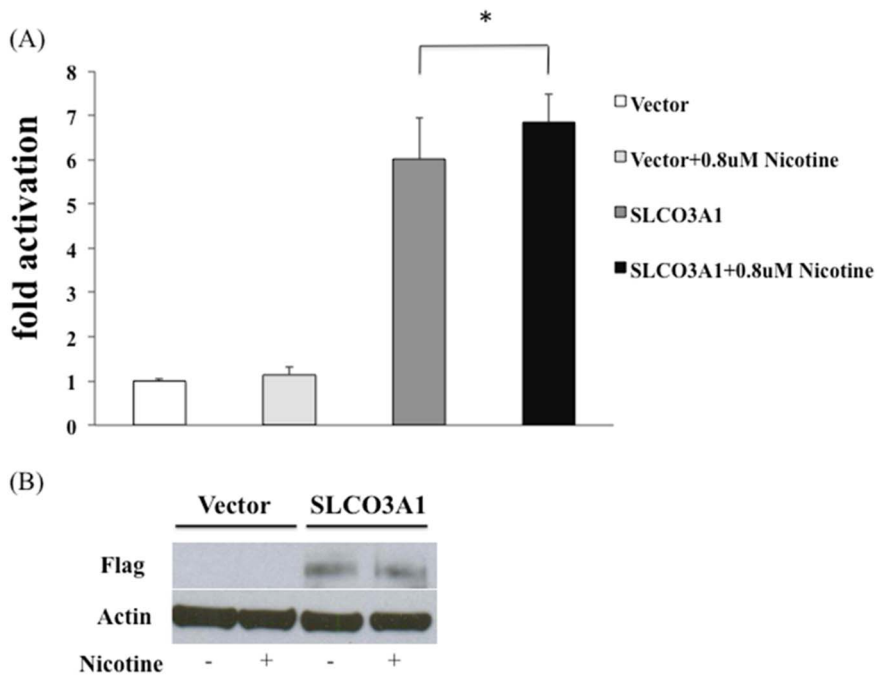 (A)
*
fold activation
8
7
6
5
4
3
2
1
0
Vector
Vector+0.8uM Nicotine
SLCO3A1
SLCO3A1+0.8uM Nicotine
(B)
Vector SLCO3A1
Flag
Actin
Nicotine - + - +